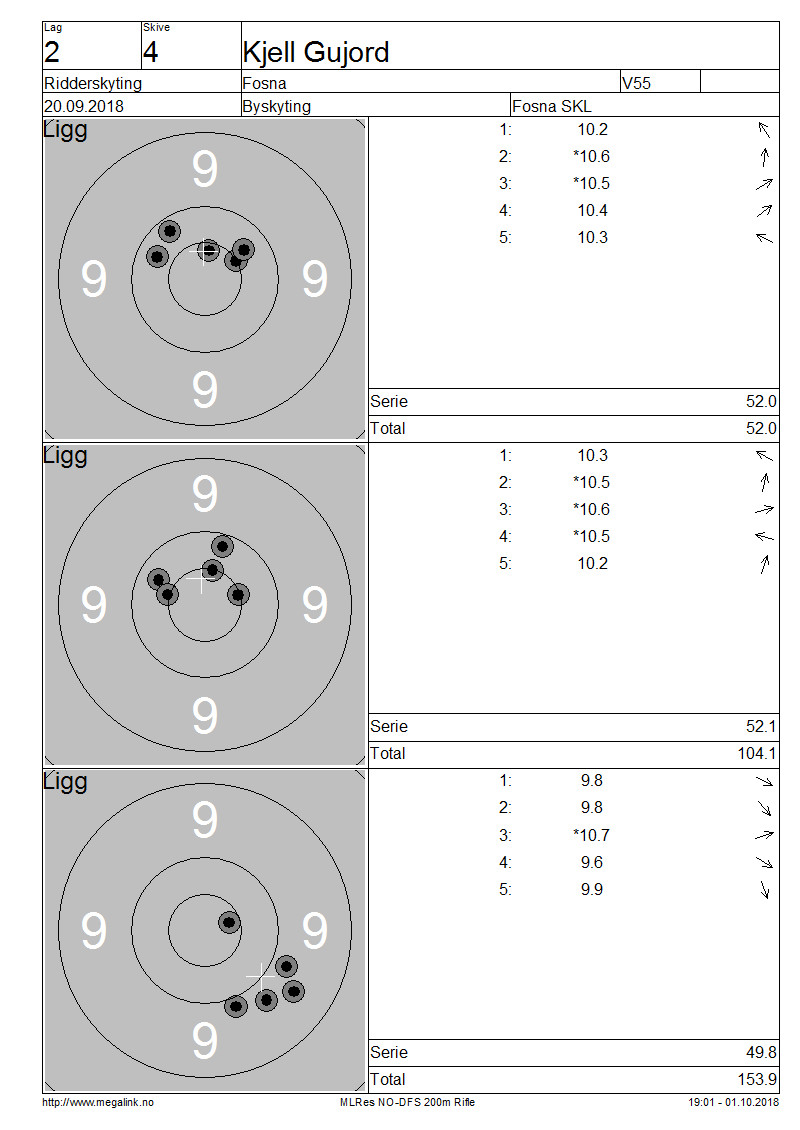 Lag Skive
2 4 Kjell Gujord
Ridderskyting Fosna V55
20.09.2018 Byskyting Fosna SKL
Ligg
9
9 9
9
1: 10.2
2: *10.6
3: *10.5
4: 10.4
5: 10.3
Serie 52.0
Total 52.0
Ligg
9
9 9
9
1: 10.3
2: *10.5
3: *10.6
4: *10.5
5: 10.2
Serie 52.1
Total 104.1
Ligg
9
9 9
9
1: 9.8
2: 9.8
3: *10.7
4: 9.6
5: 9.9
Serie 49.8
Total 153.9
http://www.megalink.no MLRes NO-DFS 200m Rifle 19:01 - 01.10.2018